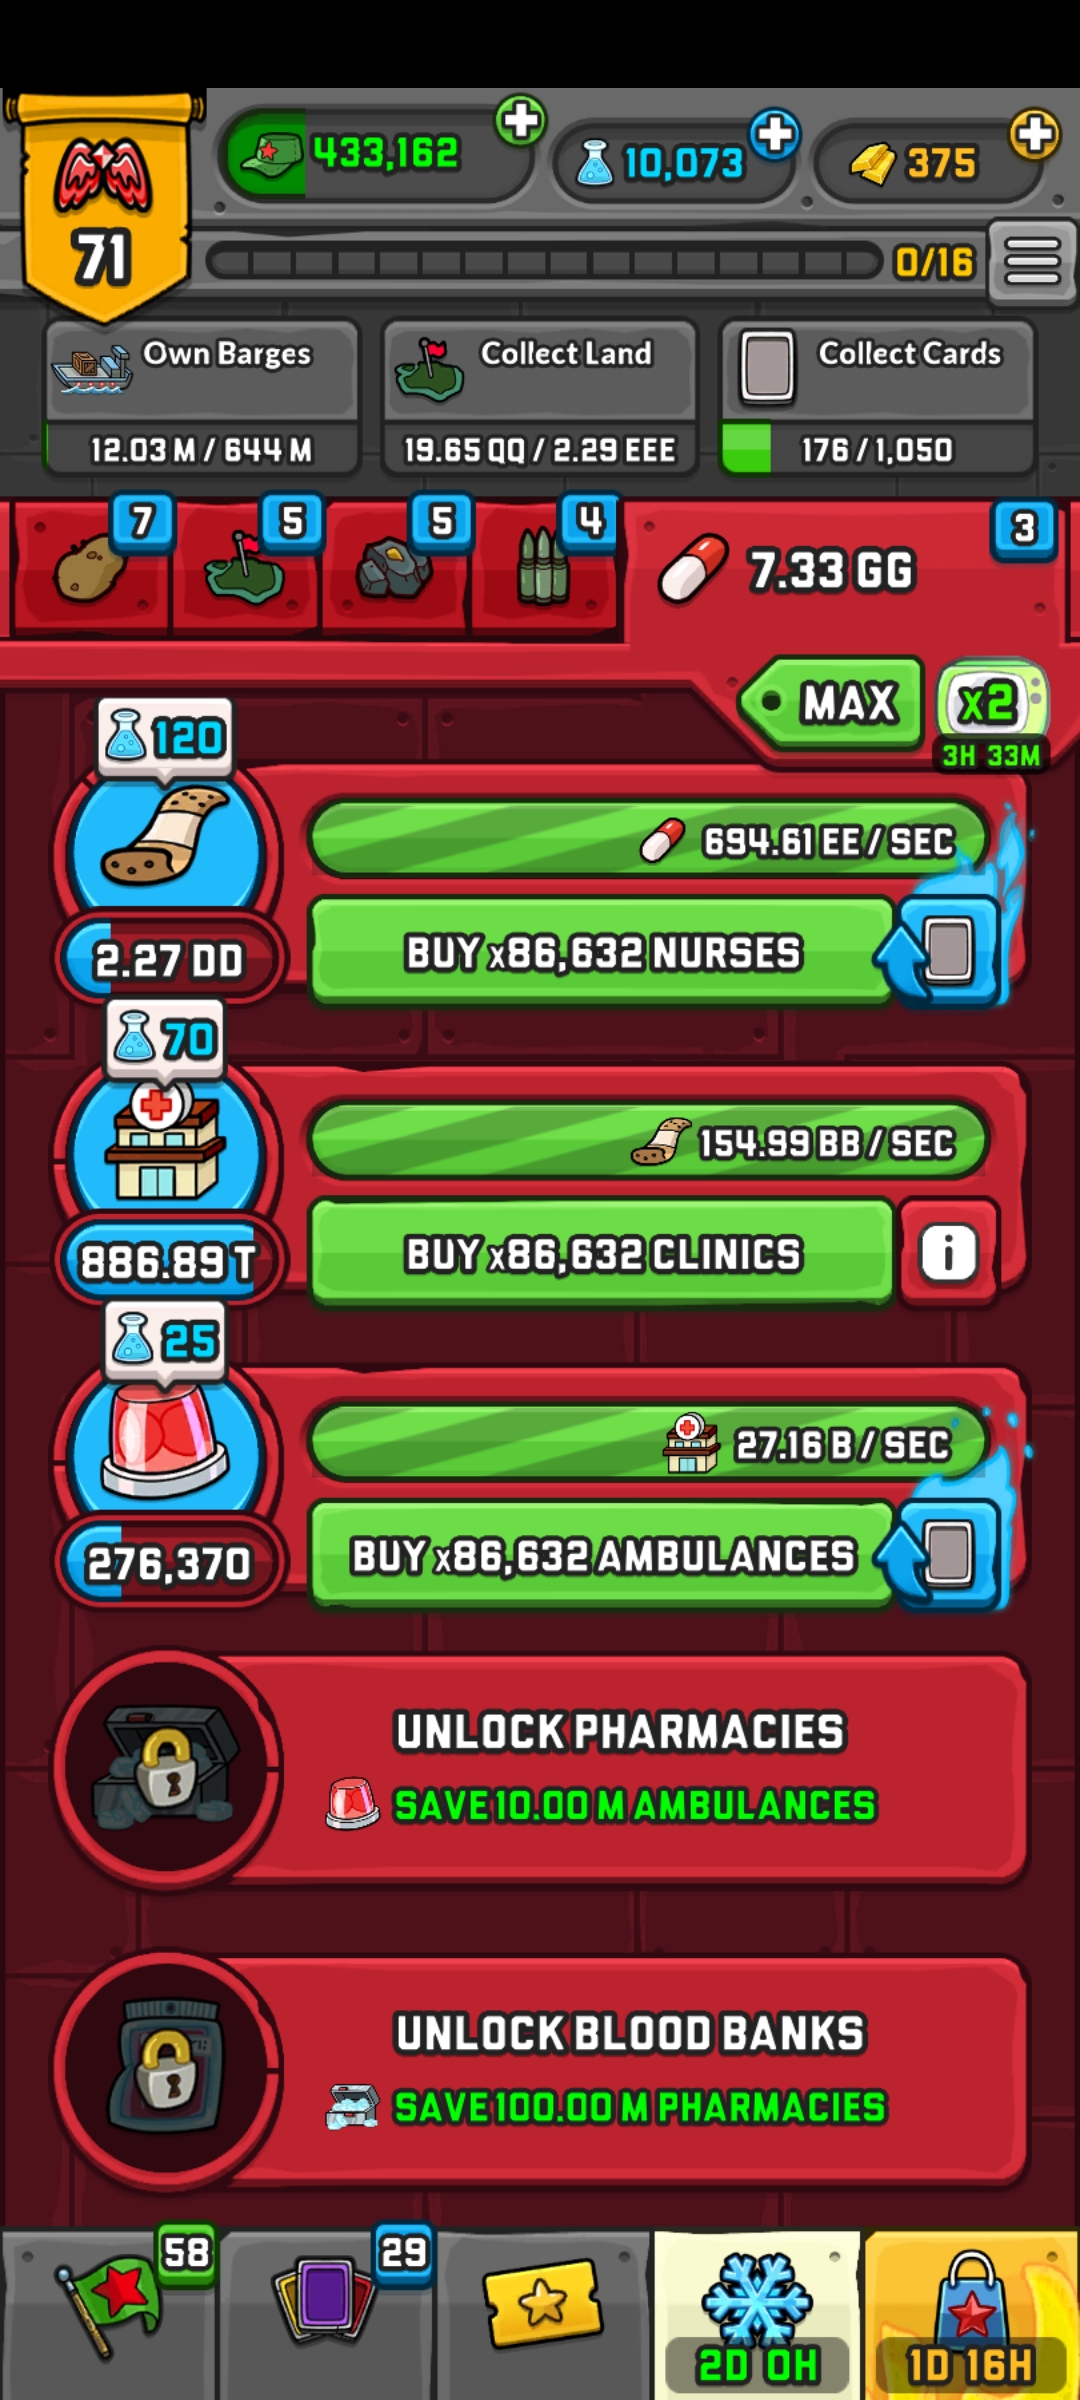 433,162
10,073
375
71
0/16
Own Barges
Collect Land
Collect Cards
12.03 M / 644 M
19.65 QQ / 2.29 EEE
176 / 1,050
7
5
5
4
7.33 GG
3
MAX
x2
3H 33M
120
694.61 EE / SEC
2.27 DD
BUY x86,632 NURSES
70
154.99 BB / SEC
886.89 T
BUY x86,632 CLINICS
i
25
27.16 B / SEC
276,370
BUY x86,632 AMBULANCES
UNLOCK PHARMACIES
SAVE 10.00 M AMBULANCES
UNLOCK BLOOD BANKS
SAVE 100.00 M PHARMACIES
58
29
2D 0H
1D 16H